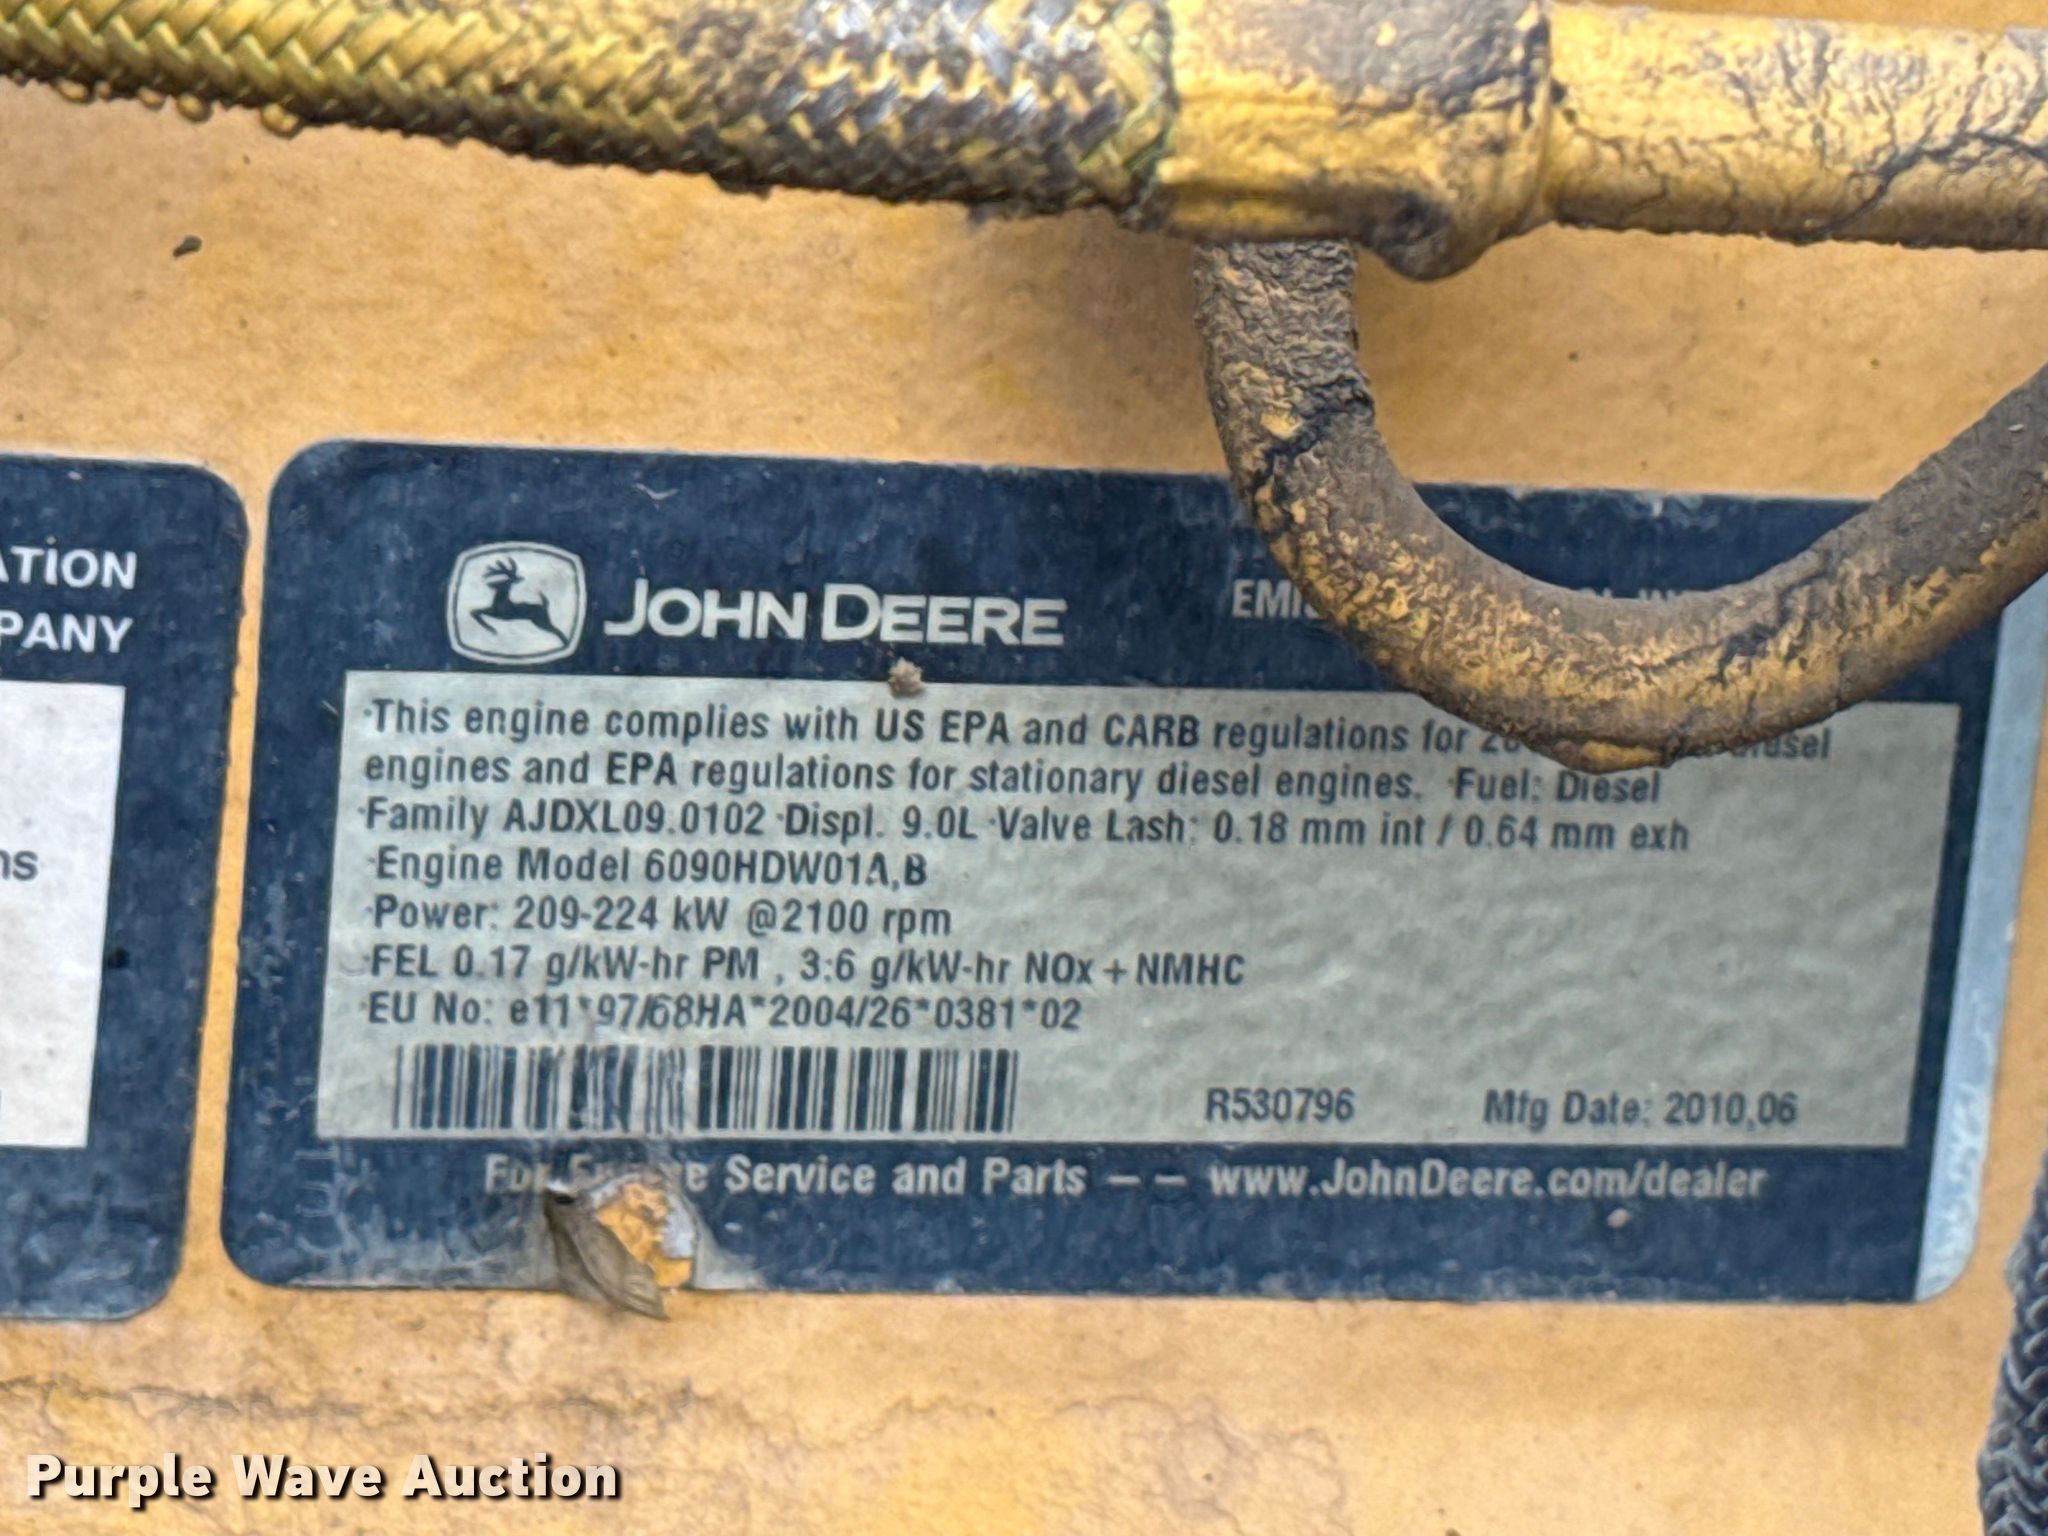 ATION
PANY
ns
JOHN DEERE
·This engine complies with US EPA and CARB regulations for diesel
engines and EPA regulations for stationary diesel engines. ·Fuel: Diesel
·Family AJDXL09.0102 ·Displ. 9.0L ·Valve Lash: 0.18 mm int / 0.64 mm exh
·Engine Model 6090HDW01A,B
·Power: 209-224 kW @2100 rpm
·FEL 0.17 g/kW-hr PM , 3:6 g/kW-hr NOx + NMHC
·EU No: e11*97/68HA*2004/26*0381*02
R530796 Mfg Date: 2010,06
For Service and Parts – – www.JohnDeere.com/dealer
Purple Wave Auction